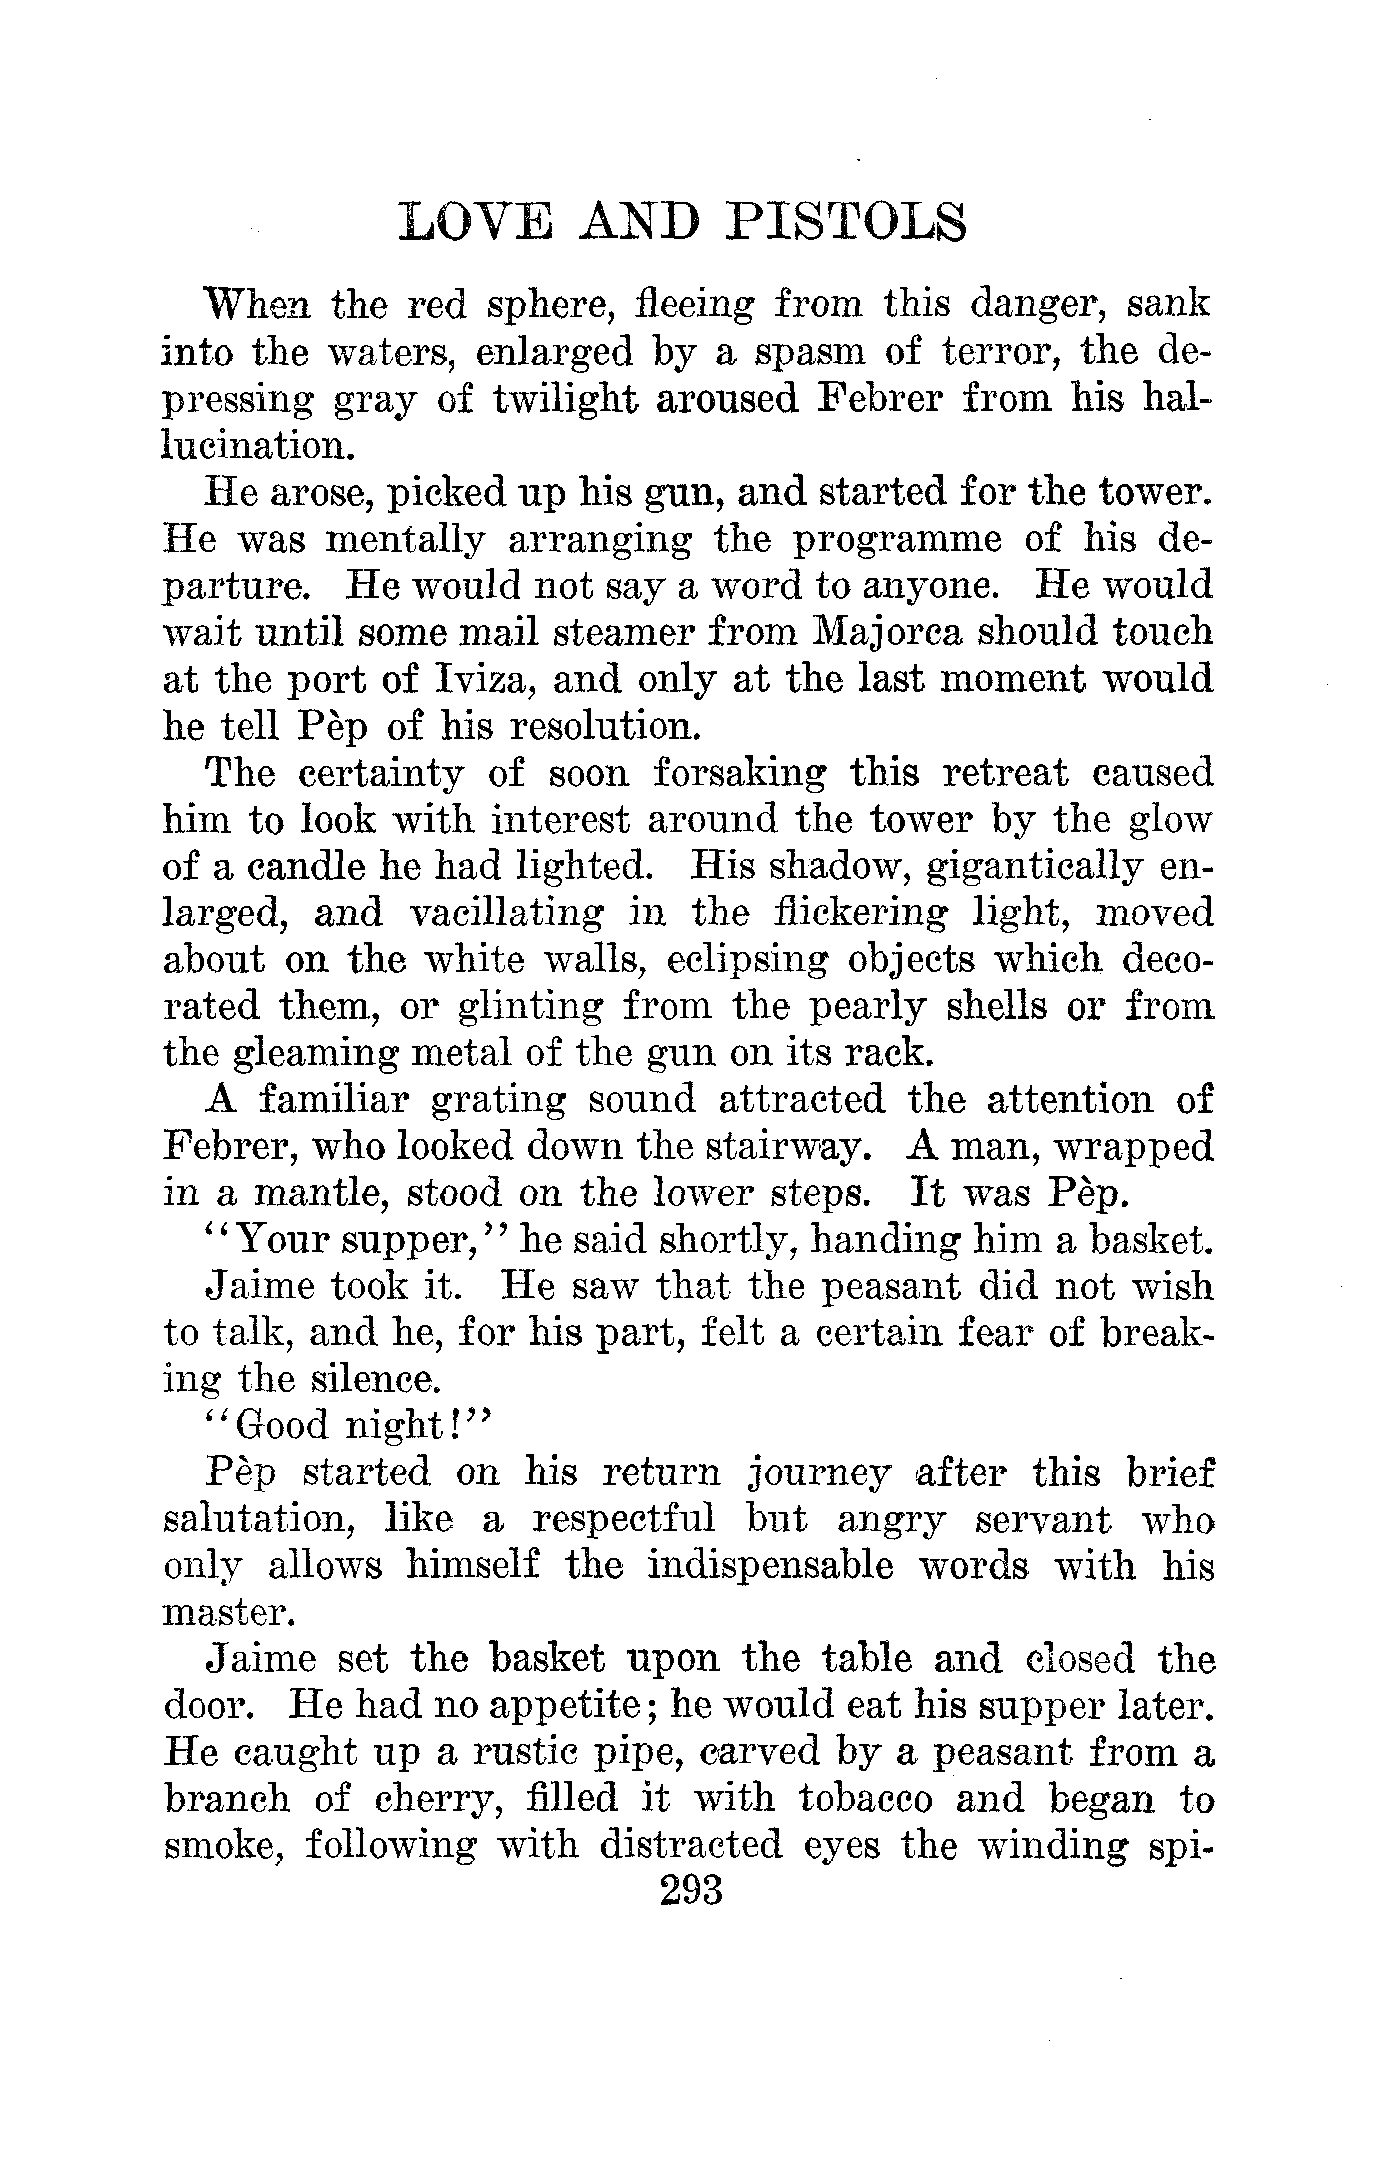 LOVE AND PISTOLS
When the red sphere, fleeing from this danger, sank
into the waters, enlarged by a spasm of terror, the de-
pressing gray of twilight aroused Febrer from his hal-
lucination.
He arose, picked up his gun, and started for the tower.
He was mentally arranging the programme of his de-
parture. He would not say a word to anyone. He would
wait until some mail steamer from Majorca should touch
at the port of Iviza, and only at the last moment would
he tell Pèp of his resolution.
The certainty of soon forsaking this retreat caused
him to look with interest around the tower by the glow
of a candle he had lighted. His shadow, gigantically en-
larged, and vacillating in the flickering light, moved
about on the white walls, eclipsing objects which deco-
rated them, or glinting from the pearly shells or from
the gleaming metal of the gun on its rack.
A familiar grating sound attracted the attention of
Febrer, who looked down the stairway. A man, wrapped
in a mantle, stood on the lower steps. It was Pèp.
"Your supper," he said shortly, handing him a basket.
Jaime took it. He saw that the peasant did not wish
to talk, and he, for his part, felt a certain fear of break-
ing the silence.
"Good night!"
Pèp started on his return journey after this brief
salutation, like a respectful but angry servant who
only allows himself the indispensable words with his
master.
Jaime set the basket upon the table and closed the
door. He had no appetite; he would eat his supper later.
He caught up a rustic pipe, carved by a peasant from a
branch of cherry, filled it with tobacco and began to
smoke, following with distracted eyes the winding spi-
293